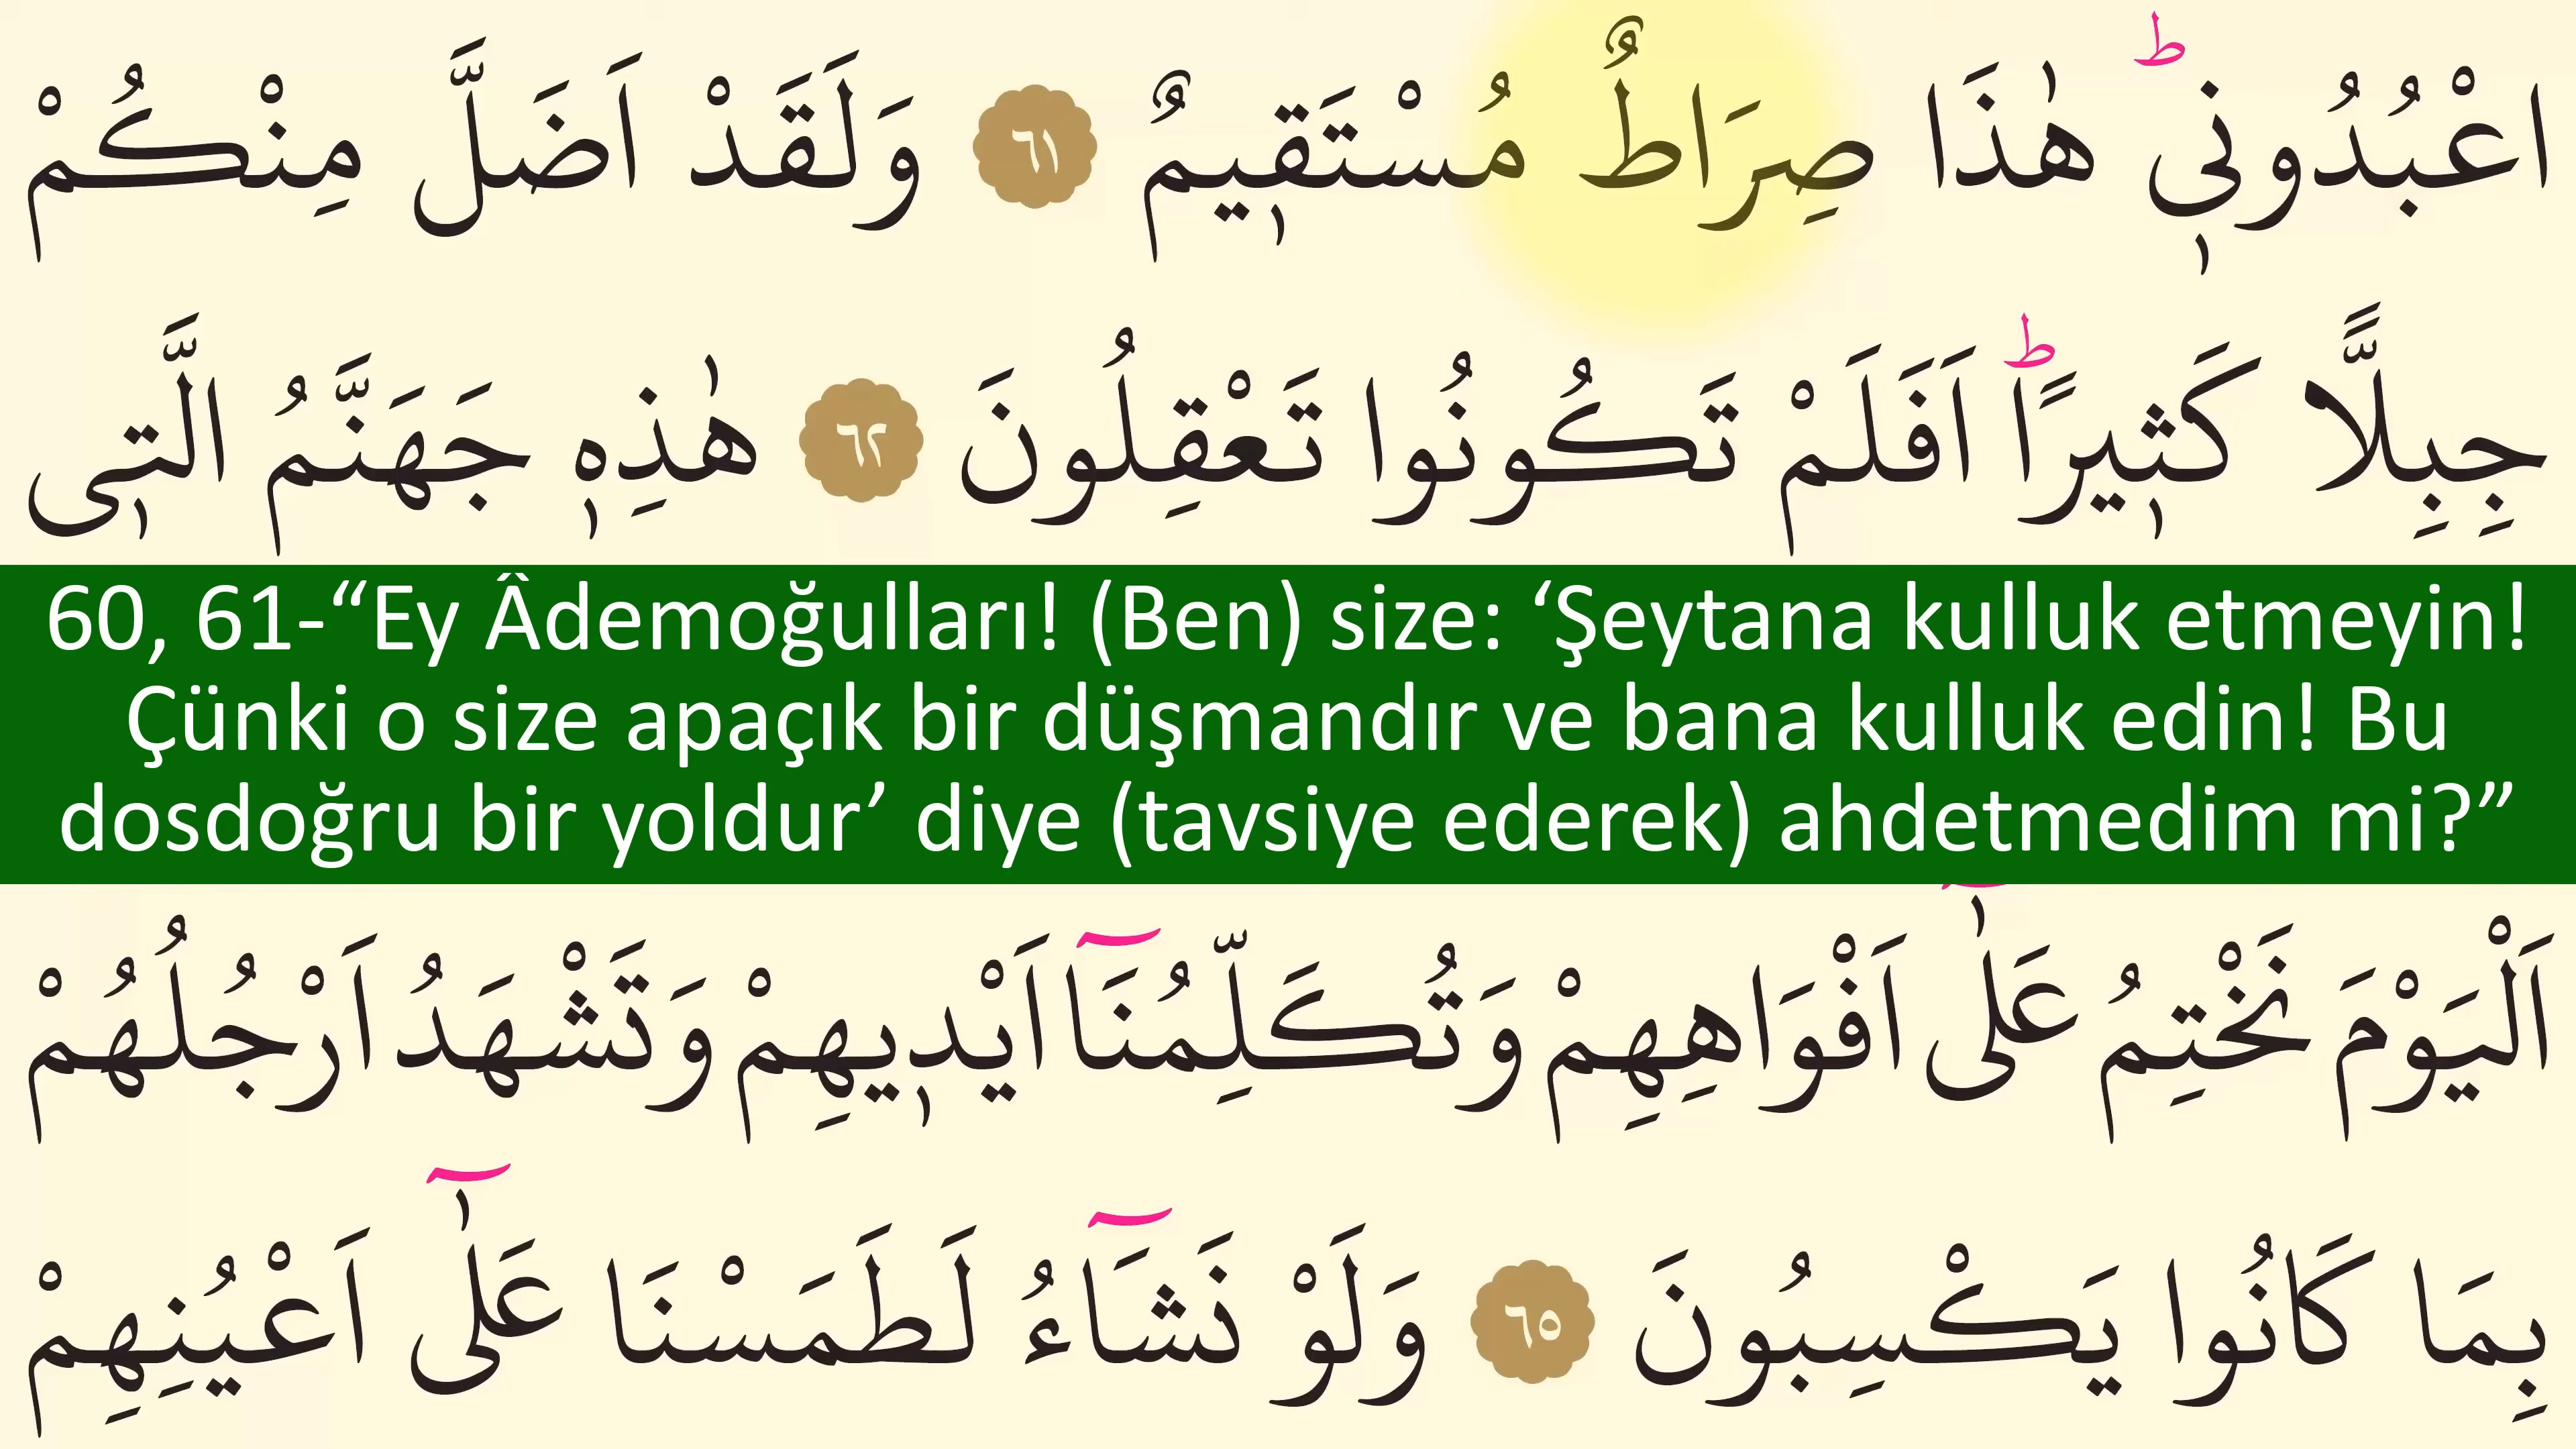 اعْبُدُونٖىؕ هٰذَا صِرَاطٌ مُسْتَقٖيمٌ ﴿٦١﴾ وَلَقَدْ اَضَلَّ مِنْكُمْ
جِبِلًّا كَثٖيرًاؕ اَفَلَمْ تَكُونُوا تَعْقِلُونَ ﴿٦٢﴾ هٰذِهٖ جَهَنَّمُ الَّتٖى
60, 61-“Ey Âdemoğulları! (Ben) size: ‘Şeytana kulluk etmeyin!
Çünki o size apaçık bir düşmandır ve bana kulluk edin! Bu
dosdoğru bir yoldur’ diye (tavsiye ederek) ahdetmedim mi?”
اَلْيَوْمَ نَخْتِمُ عَلٰٓى اَفْوَاهِهِمْ وَتُكَلِّمُنَٓا اَيْدٖيهِمْ وَتَشْهَدُ اَرْجُلُهُمْ
بِمَا كَانُوا يَكْسِبُونَ ﴿٦٥﴾ وَلَوْ نَشَٓاءُ لَطَمَسْنَا عَلٰٓى اَعْيُنِهِمْ